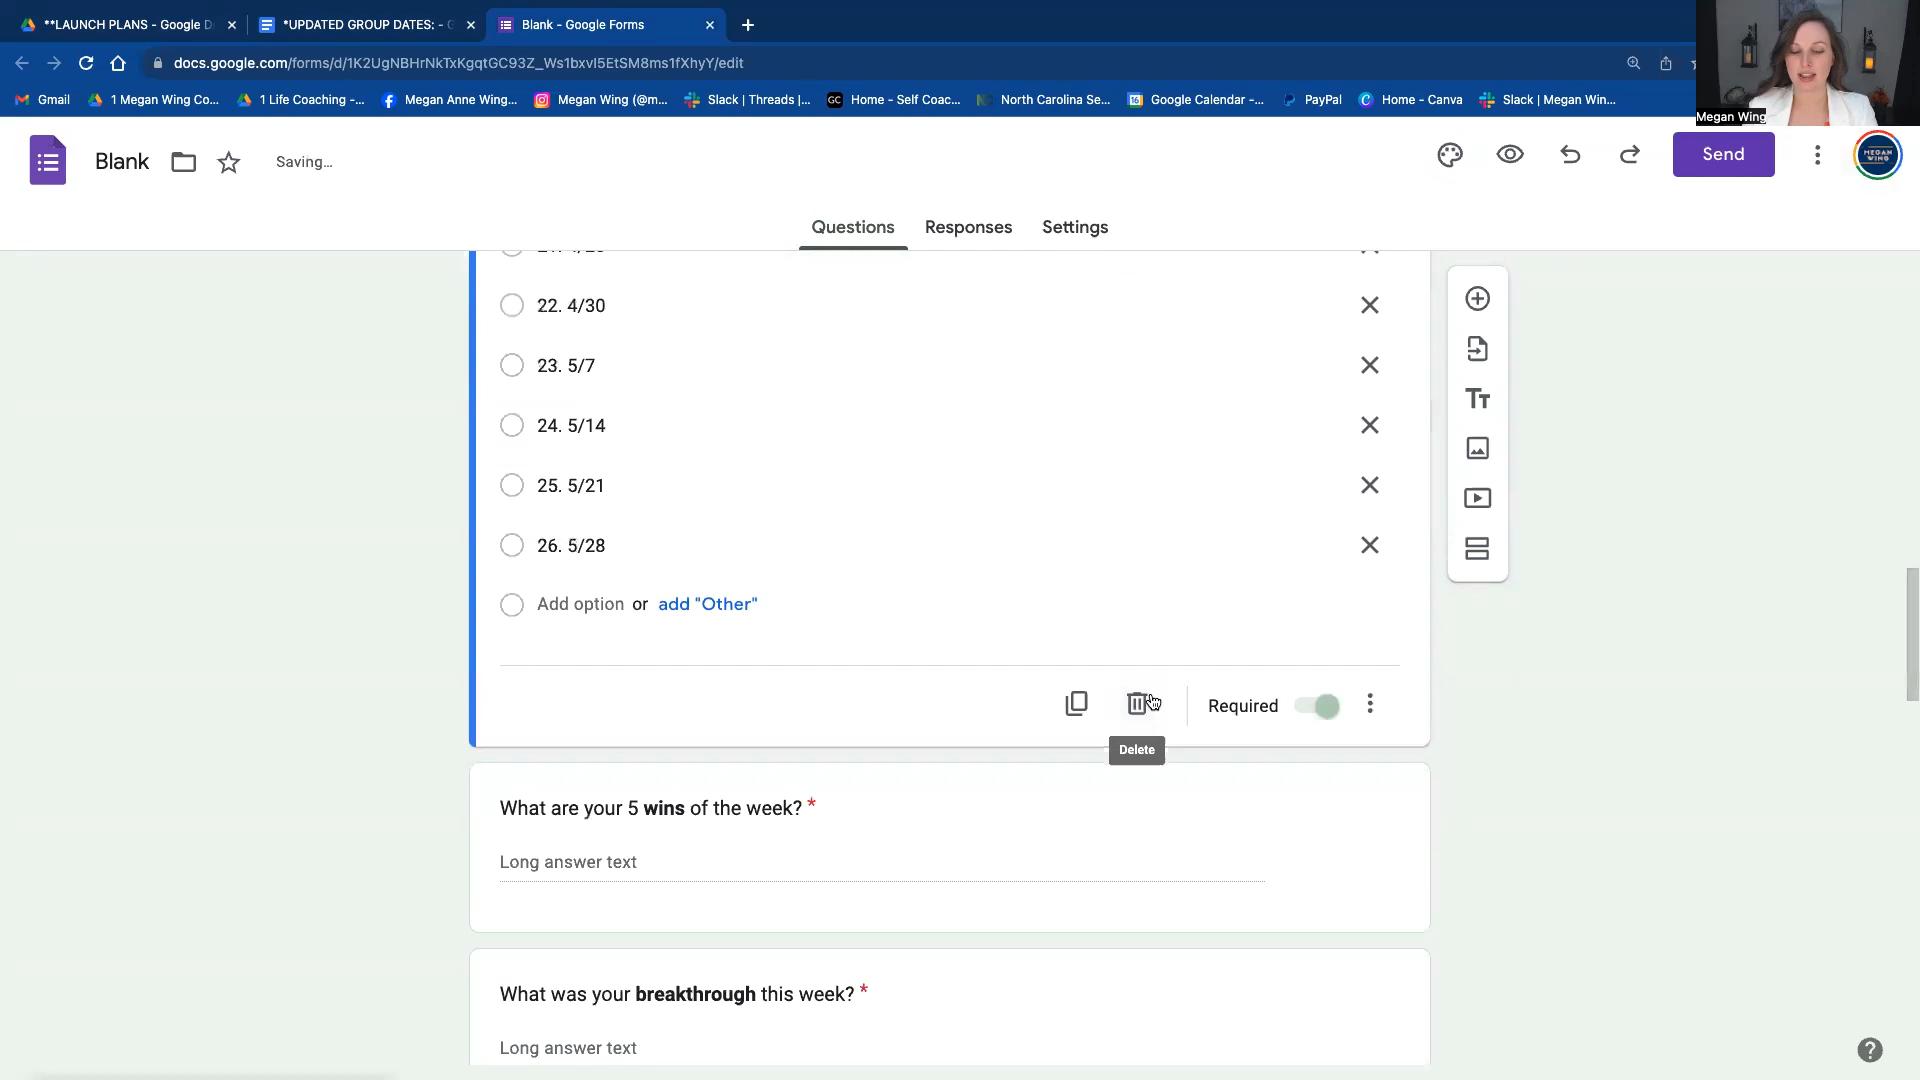 **LAUNCH PLANS - Google D
*UPDATED GROUP DATES: - G
Blank - Google Forms
docs.google.com/forms/d/1K2UgNBHrNkTxKgqtGC93Z_Ws1bxvI5EtSM8ms1fXhyY/edit
Gmail
1 Megan Wing Co...
1 Life Coaching -...
Megan Anne Wing...
Megan Wing (@m...
Slack | Threads |...
GC
Home - Self Coac...
North Carolina Se...
Google Calendar -...
PayPal
Home - Canva
Slack | Megan Win...
Megan Wing
Blank
Saving...
Send
MEGAN
WING
Questions
Responses
Settings
22. 4/30
23. 5/7
24. 5/14
25. 5/21
26. 5/28
Add option or add "Other"
Required
Delete
What are your 5 wins of the week? *
Long answer text
What was your breakthrough this week? *
Long answer text